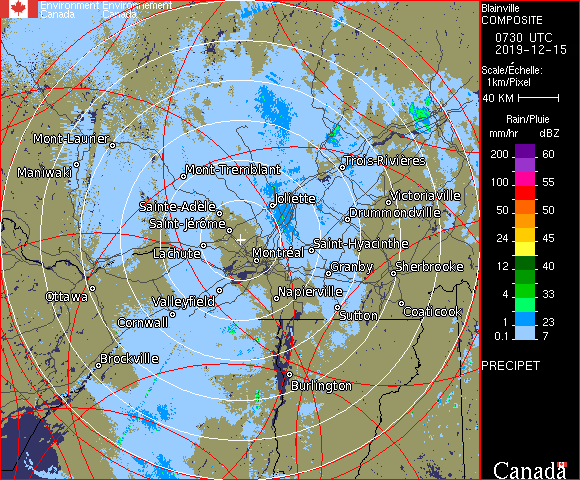 Environment Environnement
Canada Canada
Blainville
COMPOSITE
0730 UTC
2019-12-15
Scale/Échelle:
1km/Pixel
40 KM
Rain/Pluie
mm/hr dBZ
200 60
100 55
50 50
24 45
12 40
4 33
1 23
0.1 7
PRECIPET
Canada
Mont-Laurier
Maniwaki
Mont-Tremblant
Trois-Rivières
Sainte-Adèle
Joliette
Victoriaville
Drummondville
Saint-Jérôme
Saint-Hyacinthe
Lachute
Montréal
Granby
Sherbrooke
Ottawa
Valleyfield
Napierville
Coaticook
Cornwall
Sutton
Brockville
Burlington